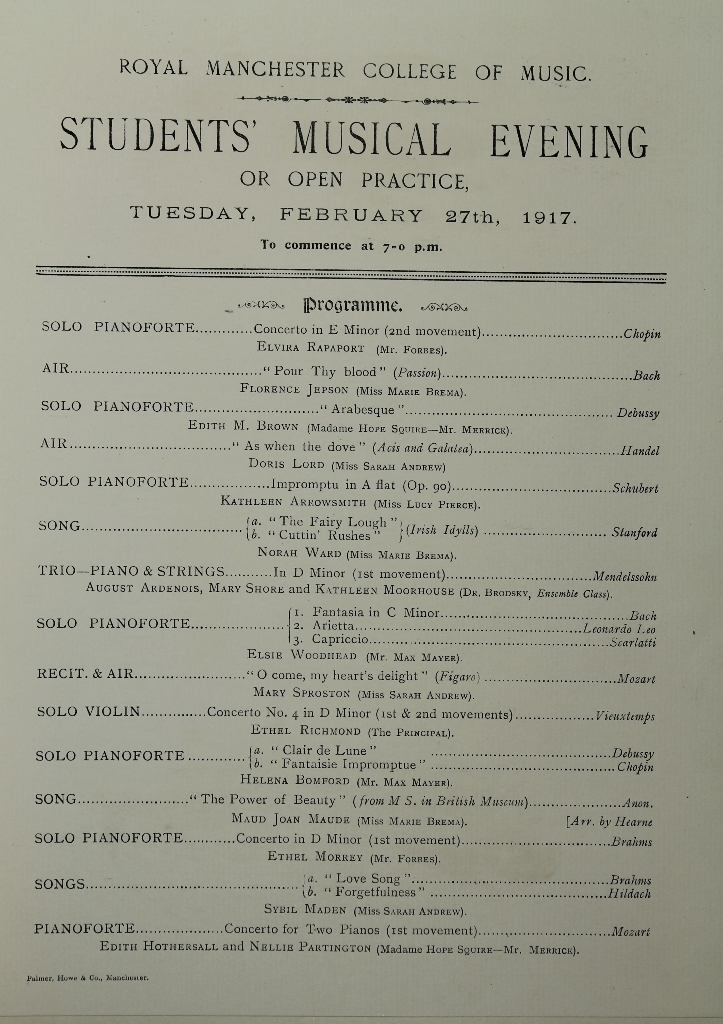 ROYAL MANCHESTER COLLEGE OF MUSIC.
STUDENTS' MUSICAL EVENING
OR OPEN PRACTICE,
TUESDAY, FEBRUARY 27th, 1917.
To commence at 7-0 p.m.
Programme.
SOLO PIANOFORTE............Concerto in E Minor (2nd movement)..............................Chopin
ELVIRA RAPAPORT (MR. FORBES).
AIR........................................." Pour Thy blood" (Passion).........................................Bach
FLORENCE JEPSON (MISS MARIE BREMA).
SOLO PIANOFORTE..........................." Arabesque "............................................. Debussy
EDITH M. BROWN (Madame HOPE SQUIRE—MR. MERRICK).
AIR..................................." As when the dove" (Acis and Galatea)...............................Handel
DORIS LORD (MISS SARAH ANDREW)
SOLO PIANOFORTE.................Impromptu in A flat (Op. 90)..................................Schubert
KATHLEEN ARROWSMITH (MISS LUCY PIERCE).
SONG................................... a. " The Fairy Lough " b. " Cuttin' Rushes " (Irish Idylls) .......................... Stanford
NORAH WARD (MISS MARIE BREMA).
TRIO—PIANO & STRINGS..........In D Minor (1st movement)...............................Mendelssohn
AUGUST ARDENOIS, MARY SHORE and KATHLEEN MOORHOUSE (DR. BRODSKY, Ensemble Class).
SOLO PIANOFORTE....................
1. Fantasia in C Minor.........................................Bach
2. Arietta.................................................Leonardo Leo
3. Capriccio....................................................Scarlatti
ELSIE WOODHEAD (MR. MAX MAYER).
RECIT. & AIR........................" O come, my heart's delight" (Figaro) .............................Mozart
MARY SPROSTON (MISS SARAH ANDREW).
SOLO VIOLIN..............Concerto No. 4 in D Minor (1st & 2nd movements).................Vieuxtemps
ETHEL RICHMOND (THE PRINCIPAL).
SOLO PIANOFORTE ............
a. " Clair de Lune " .......................................Debussy
b. " Fantaisie Impromptue " .......................................Chopin
HELENA BOMFORD (MR. MAX MAYER).
SONG........................" The Power of Beauty" (from MS. in British Museum)....................Anon.
MAUD JOAN MAUDE (MISS MARIE BREMA). [Arr. by Hearne
SOLO PIANOFORTE............Concerto in D Minor (1st movement)................................Brahms
ETHEL MORREY (MR. FORBES).
SONGS..............................................
a. " Love Song "...........................................Brahms
b. " Forgetfulness" ......................................Hildach
SYBIL MADEN (MISS SARAH ANDREW).
PIANOFORTE...................Concerto for Two Pianos (1st movement)............................Mozart
EDITH HOTHERSALL and NELLIE PARTINGTON (Madame HOPE SQUIRE—MR. MERRICK).
Palmer, Howe & Co., Manchester.